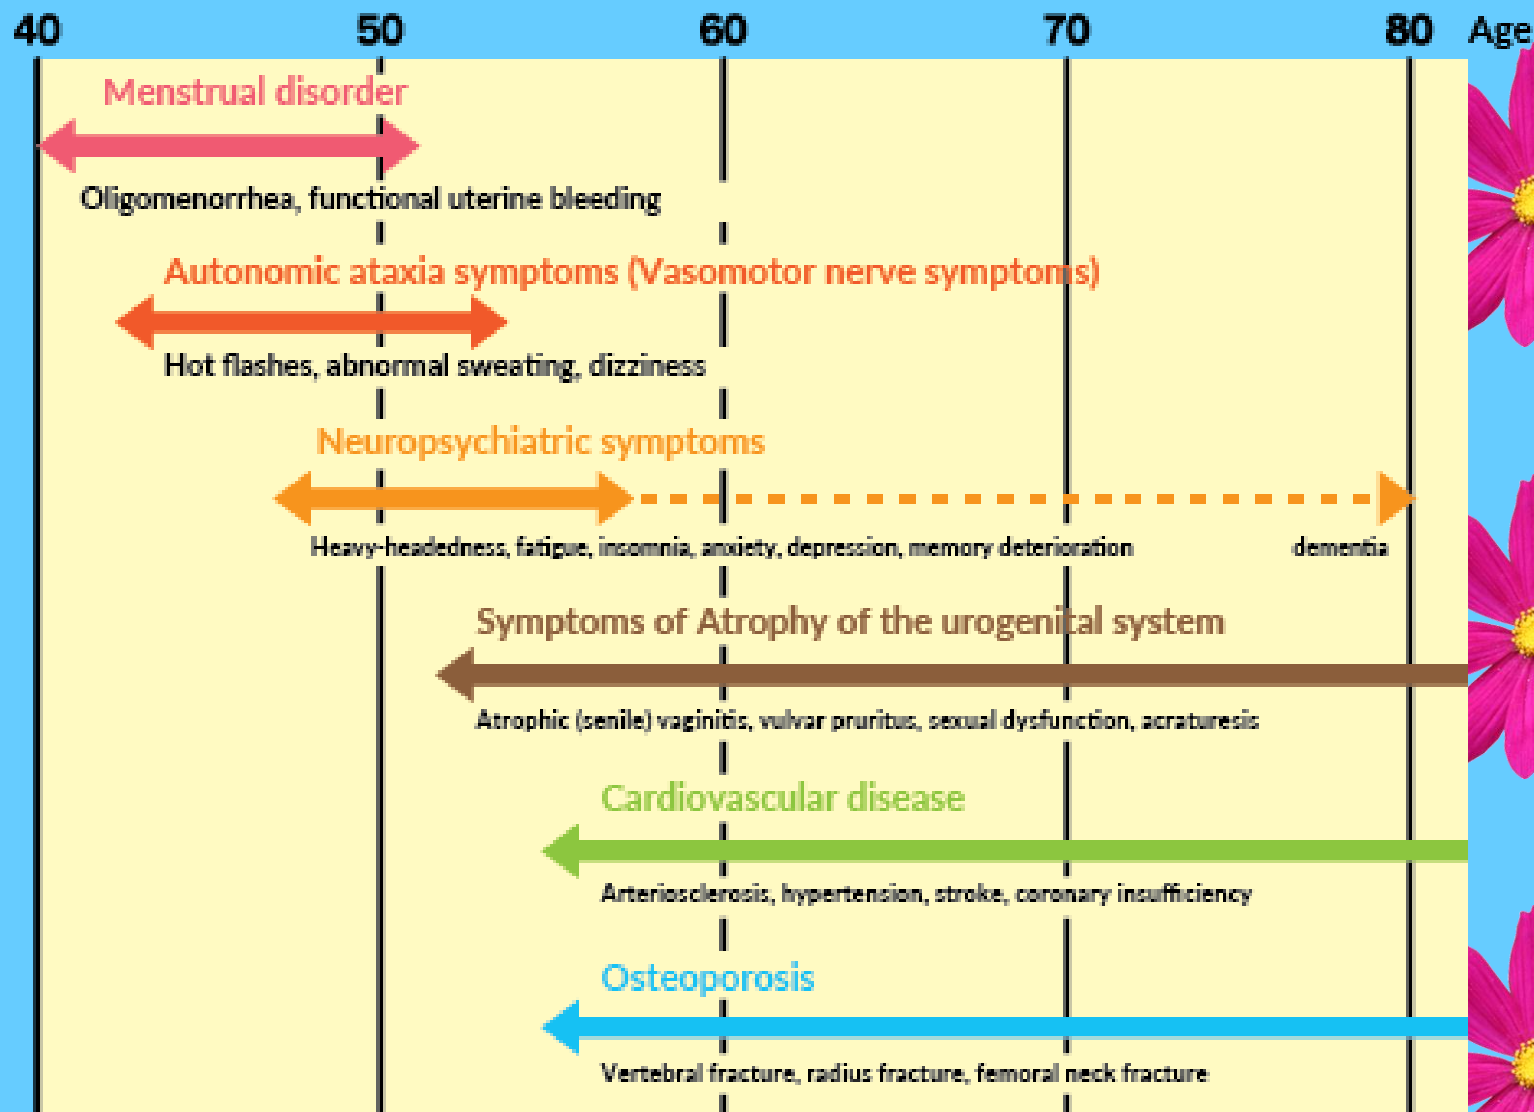 40 50 60 70 80 Age
Menstrual disorder
Oligomenorrhea, functional uterine bleeding
Autonomic ataxia symptoms (Vasomotor nerve symptoms)
Hot flashes, abnormal sweating, dizziness
Neuropsychiatric symptoms
Heavy-headedness, fatigue, insomnia, anxiety, depression, memory deterioration dementia
Symptoms of Atrophy of the urogenital system
Atrophic (senile) vaginitis, vulvar pruritus, sexual dysfunction, acraturesis
Cardiovascular disease
Arteriosclerosis, hypertension, stroke, coronary insufficiency
Osteoporosis
Vertebral fracture, radius fracture, femoral neck fracture